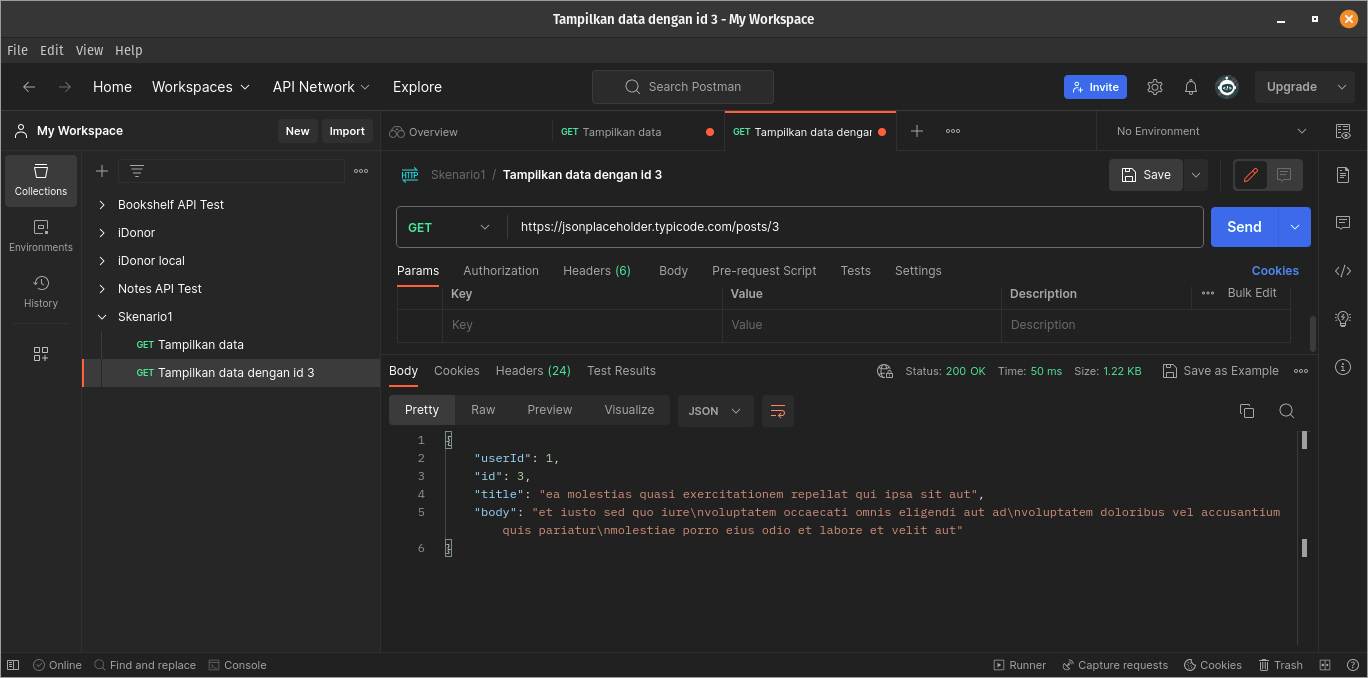 Tampilkan data dengan id 3 - My Workspace
File Edit View Help
Home Workspaces API Network Explore Search Postman Invite Upgrade
My Workspace New Import
Overview GET Tampilkan data GET Tampilkan data dengar No Environment
Collections
Environments
History
Bookshelf API Test
iDonor
iDonor local
Notes API Test
Skenario1
GET Tampilkan data
GET Tampilkan data dengan id 3
HTTP Skenario1 / Tampilkan data dengan id 3 Save
GET https://jsonplaceholder.typicode.com/posts/3 Send
Params Authorization Headers (6) Body Pre-request Script Tests Settings Cookies
Key Value Description Bulk Edit
Key Value Description
Body Cookies Headers (24) Test Results Status: 200 OK Time: 50 ms Size: 1.22 KB Save as Example
Pretty Raw Preview Visualize JSON
1 {
2 "userId": 1,
3 "id": 3,
4 "title": "ea molestias quasi exercitationem repellat qui ipsa sit aut",
5 "body": "et iusto sed quo iure\nvoluptatem occaecati omnis eligendi aut ad\nvoluptatem doloribus vel accusantium
quis pariatur\nmolestiae porro eius odio et labore et velit aut"
6 }
Online Find and replace Console Runner Capture requests Cookies Trash